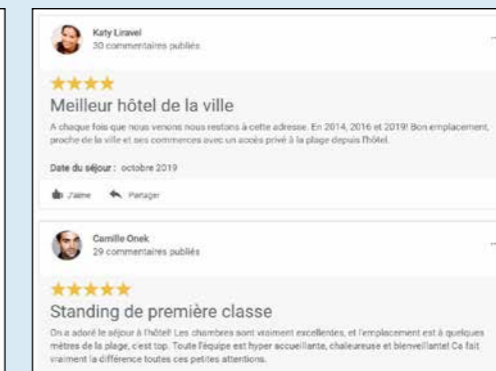 Katy Liravel
30 commentaires publiés
Meilleur hôtel de la ville
A chaque fois que nous venons nous restons à cette adresse. En 2014, 2016 et 2019! Bon emplacement,
proche de la ville et ses commerces avec un accès privé à la plage depuis l'hôtel.
Date du séjour : octobre 2019
J'aime Partager
Camille Onek
29 commentaires publiés
Standing de première classe
On a adoré le séjour à l'hôtel! Les chambres sont vraiment excellentes, et l'emplacement est à quelques
mètres de la plage, c'est top. Toute l'équipe est hyper accueillante, chaleureuse et bienveillante! Ca fait
vraiment la différence toutes ces petites attentions.